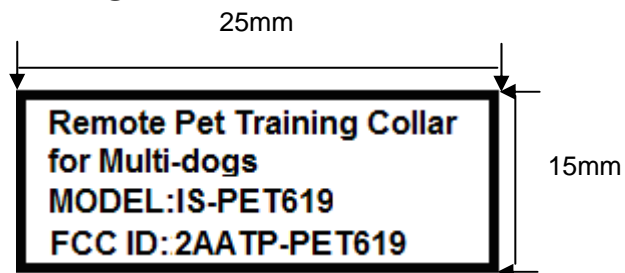 25mm
Remote Pet Training Collar
for Multi-dogs
MODEL:IS-PET619
FCC ID:2AATP-PET619
15mm